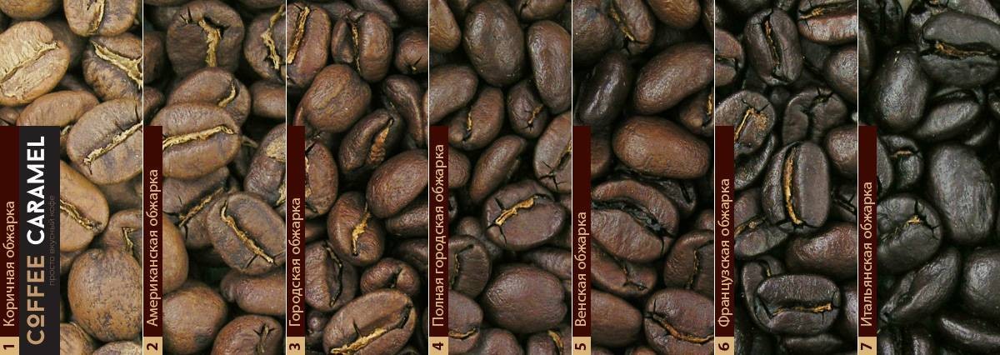 1 Коричная обжарка
COFFEE CARAMEL
просто вкусный кофе
2 Американская обжарка
3 Городская обжарка
4 Полная городская обжарка
5 Венская обжарка
6 Французская обжарка
7 Итальянская обжарка